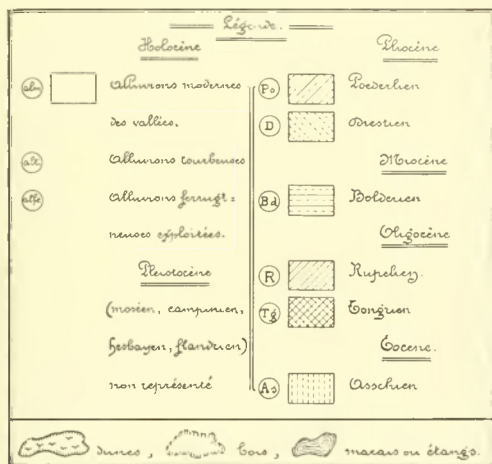 Légende.
Holocène
alm Alluvions modernes
des vallées.
alt Alluvions tourbeuses
alfe Alluvions ferrugi=
neuses exploitées.
Pleistocène
(moséen, campinien,
hesbayen, flandrien)
non représenté
Pliocène
Po Poederlien
D Diestien
Miocène
Bd Bolderien
Oligocène
R Rupelien.
Tg Tongrien
Éocene.
As Asschien
dunes, bois, marais ou étangs.